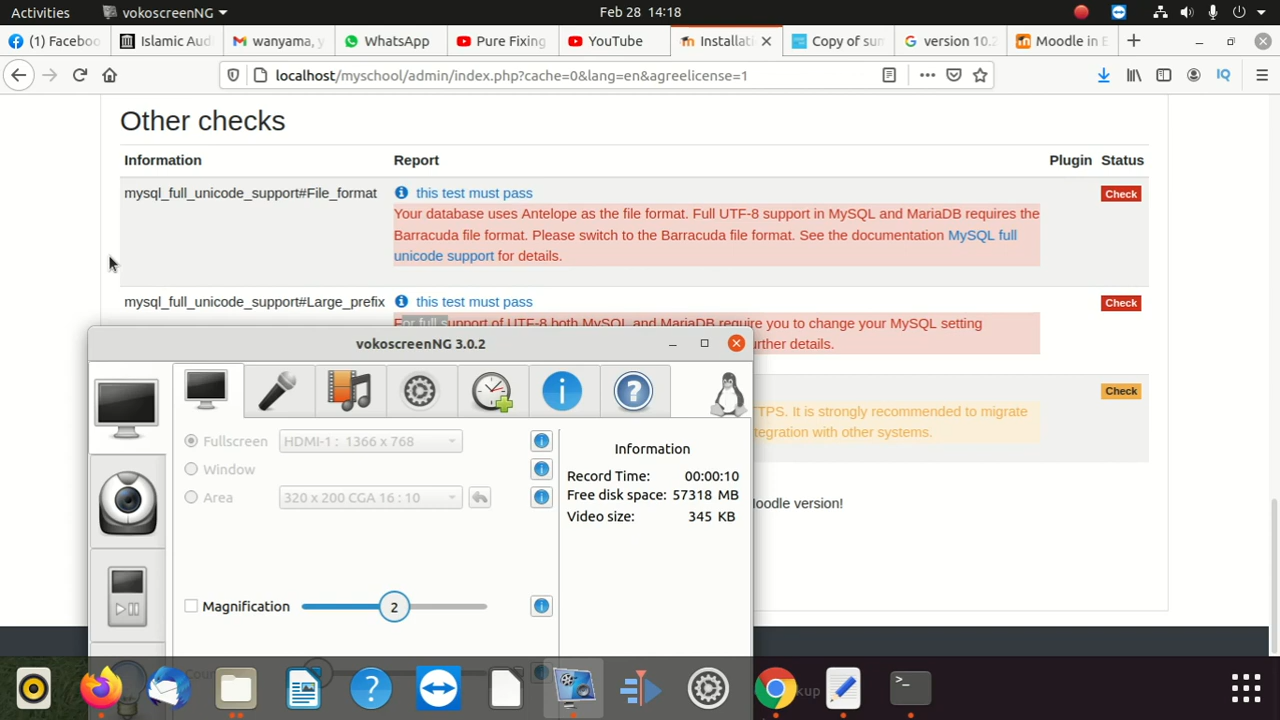 Activities
vokoscreenNG
Feb 28 14:18
(1) Faceboo
Islamic Aud
wanyama, y
WhatsApp
Pure Fixing
YouTube
Installati
Copy of sum
version 10.2
Moodle in E
localhost/myschool/admin/index.php?cache=0&lang=en&agreelicense=1
IQ
Other checks
Information Report Plugin Status
mysql_full_unicode_support#File_format
this test must pass
Check
Your database uses Antelope as the file format. Full UTF-8 support in MySQL and MariaDB requires the
Barracuda file format. Please switch to the Barracuda file format. See the documentation MySQL full
unicode support for details.
mysql_full_unicode_support#Large_prefix
this test must pass
Check
For full support of UTF-8 both MySQL and MariaDB require you to change your MySQL setting
urther details.
Check
TPS. It is strongly recommended to migrate
tegration with other systems.
loodle version!
vokoscreenNG 3.0.2
Fullscreen
HDMI-1 : 1366 x 768
Window
Area
320 x 200 CGA 16 : 10
Information
Record Time: 00:00:10
Free disk space: 57318 MB
Video size: 345 KB
Magnification
2
kup